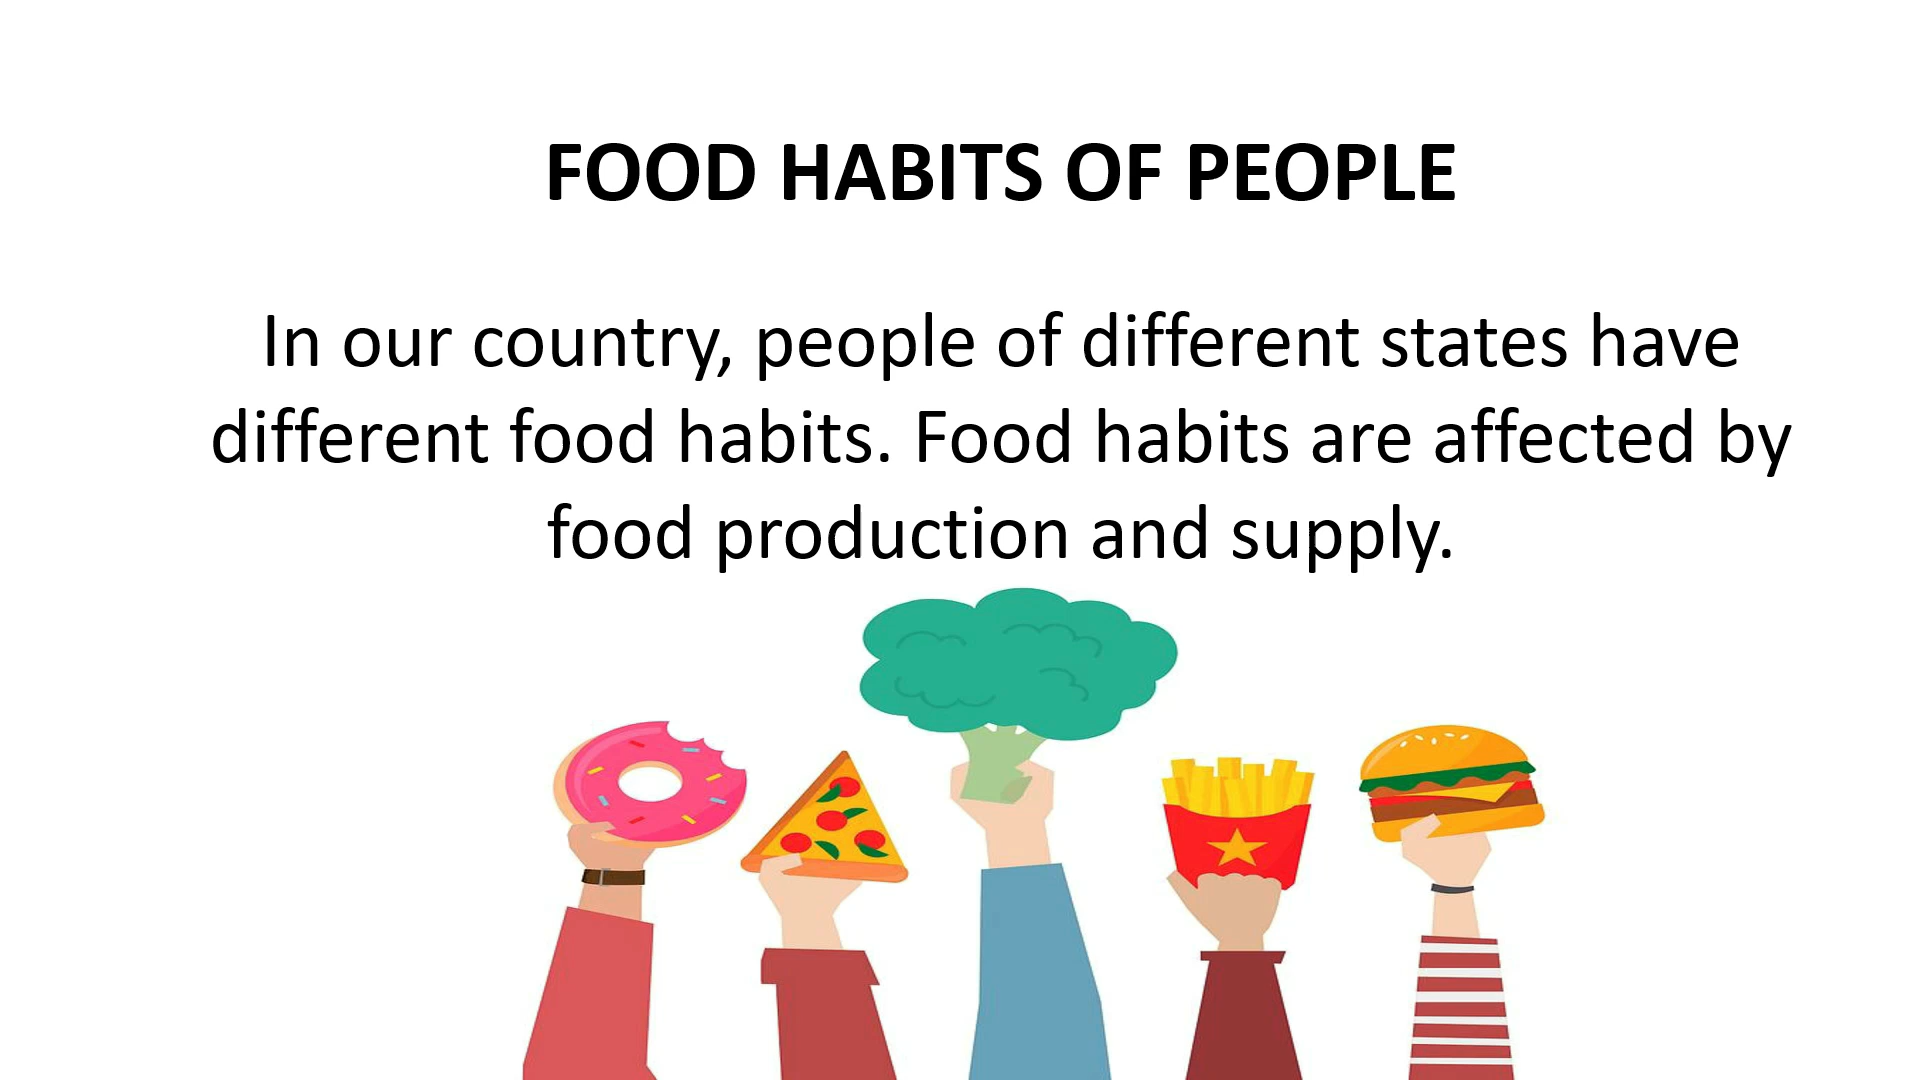 FOOD HABITS OF PEOPLE
In our country, people of different states have
different food habits. Food habits are affected by
food production and supply.